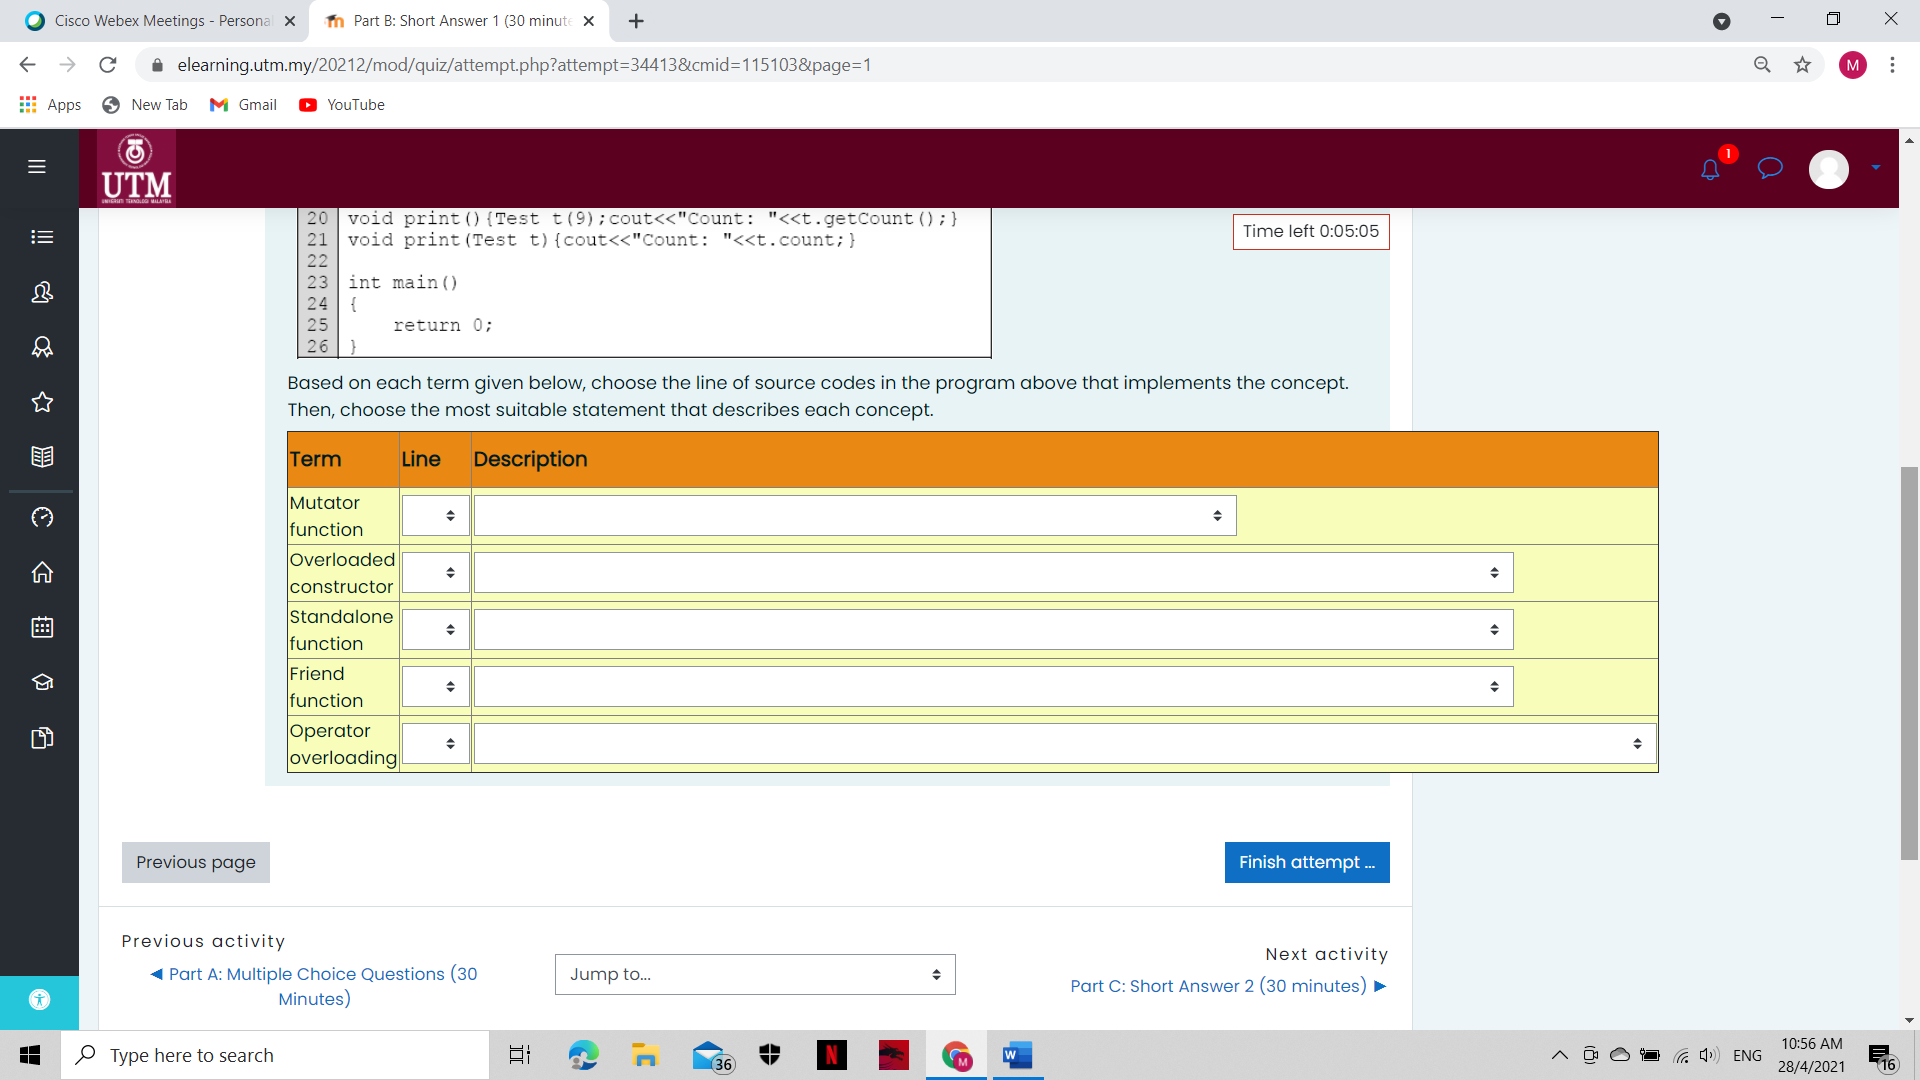 Cisco Webex Meetings - Persona
Part B: Short Answer 1 (30 minute
elearning.utm.my/20212/mod/quiz/attempt.php?attempt=34413&cmid=115103&page=1
M
Apps
New Tab
Gmail
YouTube
UTM
UNIVERSITI TEKNOLOGI MALAYSIA
1
20 void print(){Test t(9);cout<<"Count: "<<t.getCount();}
21 void print(Test t){cout<<"Count: "<<t.count;}
22
23 int main()
24 {
25 return 0;
26 }
Time left 0:05:05
Based on each term given below, choose the line of source codes in the program above that implements the concept.
Then, choose the most suitable statement that describes each concept.
Term Line Description
Mutator
function
Overloaded
constructor
Standalone
function
Friend
function
Operator
overloading
Previous page
Finish attempt ...
Previous activity
◄ Part A: Multiple Choice Questions (30
Minutes)
Jump to...
Next activity
Part C: Short Answer 2 (30 minutes) ►
Type here to search
36
N
M
W
ENG
10:56 AM
28/4/2021
16